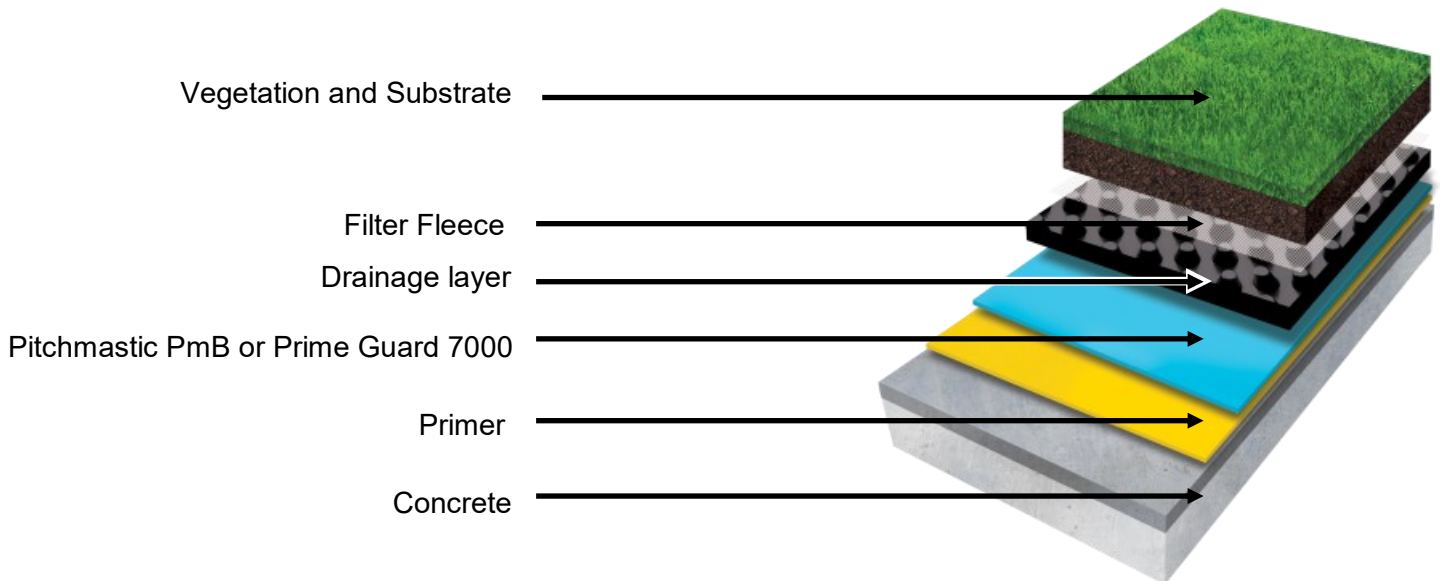 Vegetation and Substrate
Filter Fleece
Drainage layer
Pitchmastic PmB or Prime Guard 7000
Primer
Concrete